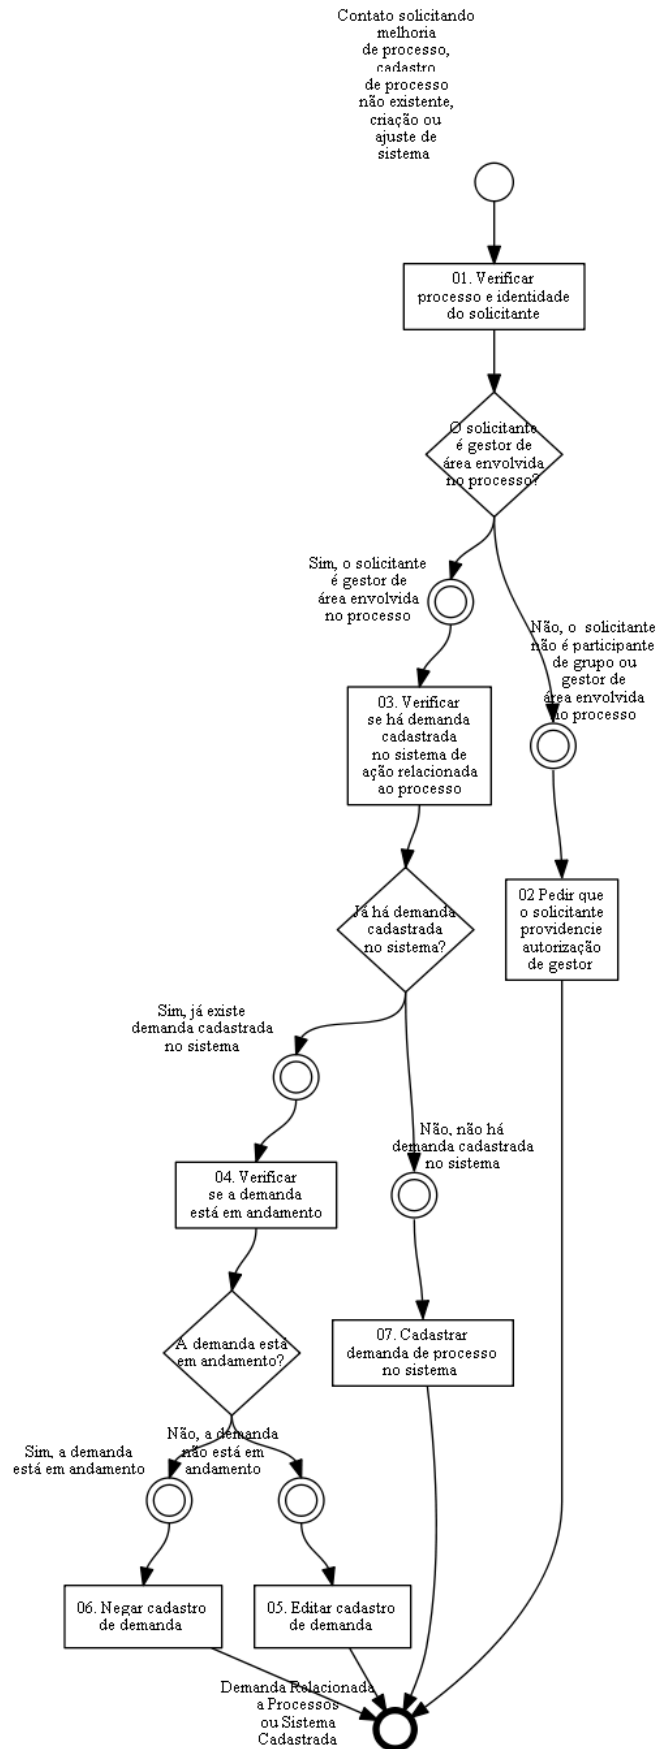 Contato solicitando
melhoria
de processo,
cadastro
de processo
não existente,
criação ou
ajuste de
sistema
01. Verificar
processo e identidade
do solicitante
O solicitante
é gestor de
área envolvida
no processo?
Sim, o solicitante
é gestor de
área envolvida
no processo
Não, o solicitante
não é participante
de grupo ou
gestor de
área envolvida
no processo
03. Verificar
se há demanda
cadastrada
no sistema de
ação relacionada
ao processo
02 Pedir que
o solicitante
providencie
autorização
de gestor
Já há demanda
cadastrada
no sistema?
Sim, já existe
demanda cadastrada
no sistema
Não, não há
demanda cadastrada
no sistema
04. Verificar
se a demanda
está em andamento
07. Cadastrar
demanda de processo
no sistema
A demanda está
em andamento?
Sim, a demanda
está em andamento
Não, a demanda
não está em
andamento
06. Negar cadastro
de demanda
05. Editar cadastro
de demanda
Demanda Relacionada
a Processos
ou Sistema
Cadastrada